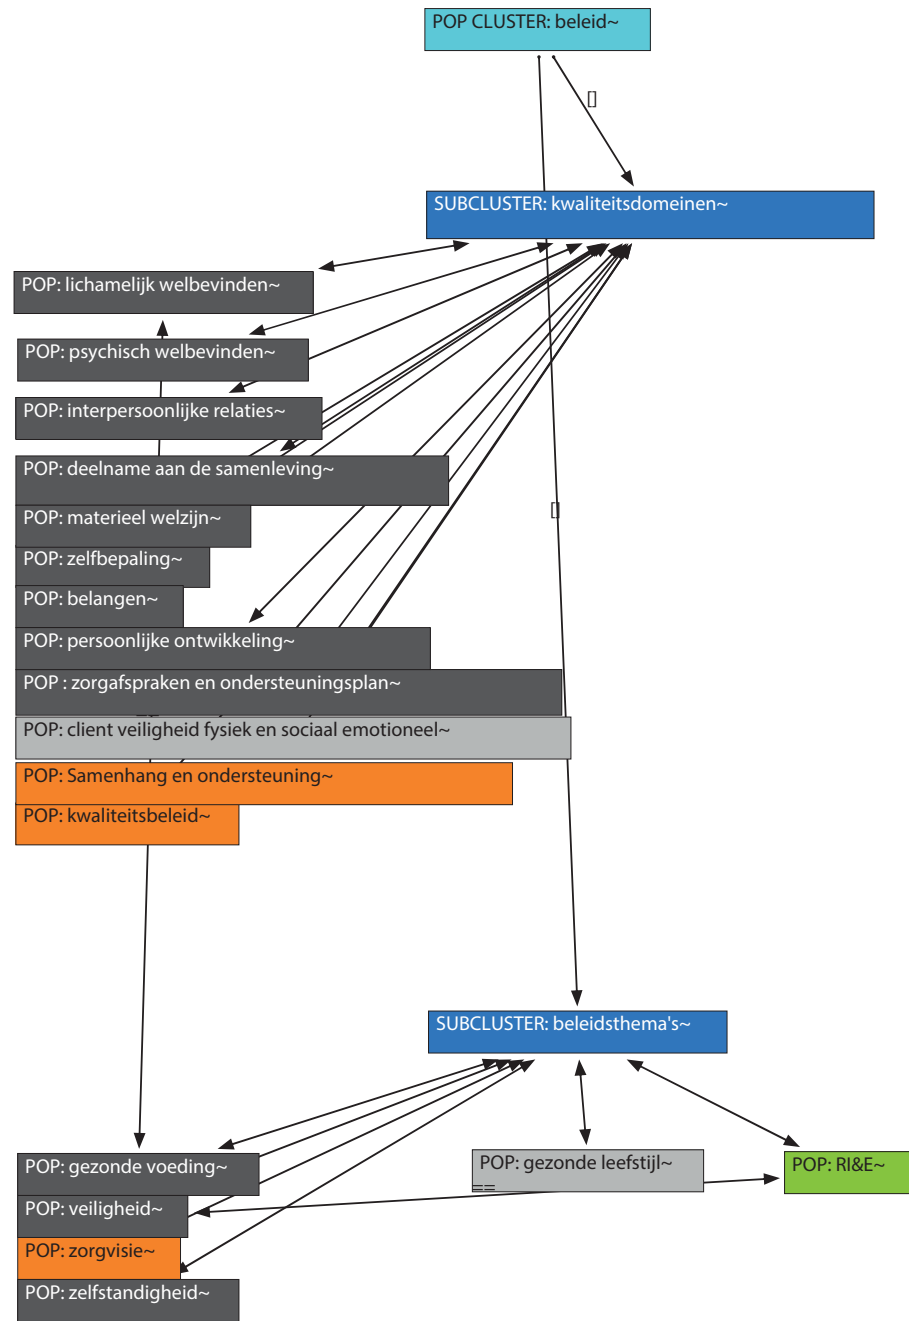 POP CLUSTER: beleid~
[]
SUBCLUSTER: kwaliteitsdomeinen~
POP: lichamelijk welbevinden~
POP: psychisch welbevinden~
POP: interpersoonlijke relaties~
POP: deelname aan de samenleving~
POP: materieel welzijn~
[]
POP: zelfbepaling~
POP: belangen~
POP: persoonlijke ontwikkeling~
POP : zorgafspraken en ondersteuningsplan~
POP: client veiligheid fysiek en sociaal emotioneel~
POP: Samenhang en ondersteuning~
POP: kwaliteitsbeleid~
SUBCLUSTER: beleidsthema's~
POP: gezonde voeding~
POP: gezonde leefstijl~
==
POP: RI&E~
POP: veiligheid~
POP: zorgvisie~
POP: zelfstandigheid~